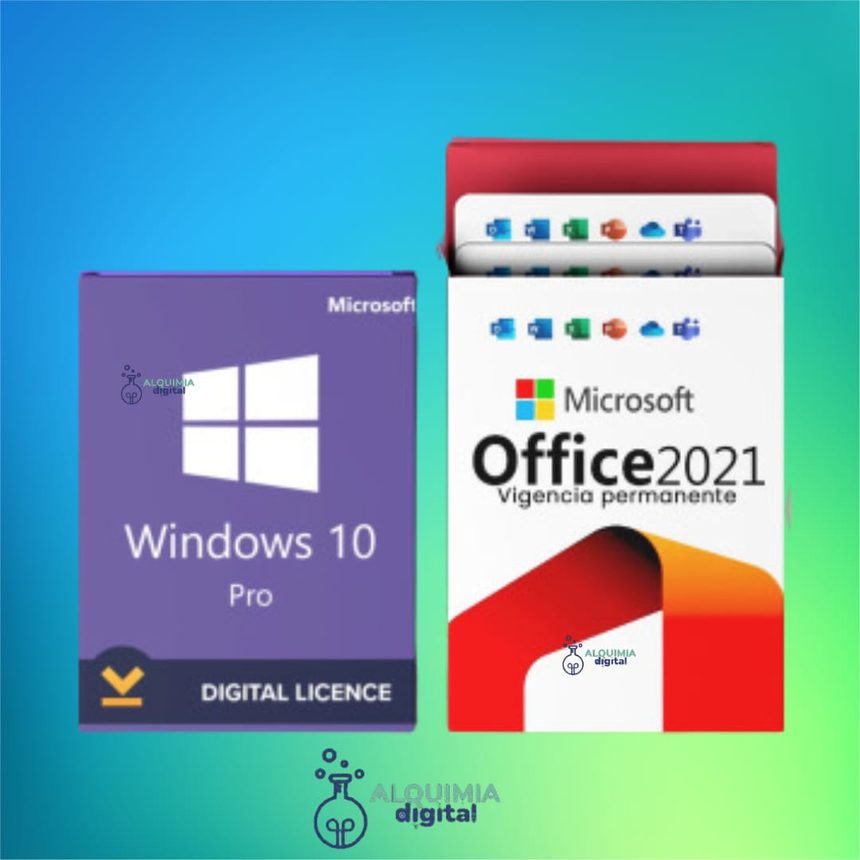 Microsoft
ALQUIMIA
digital
Windows 10
Pro
DIGITAL LICENCE
Microsoft
Office2021
Vigencia permanente
ALQUIMIA
digital
ALQUIMIA
digital